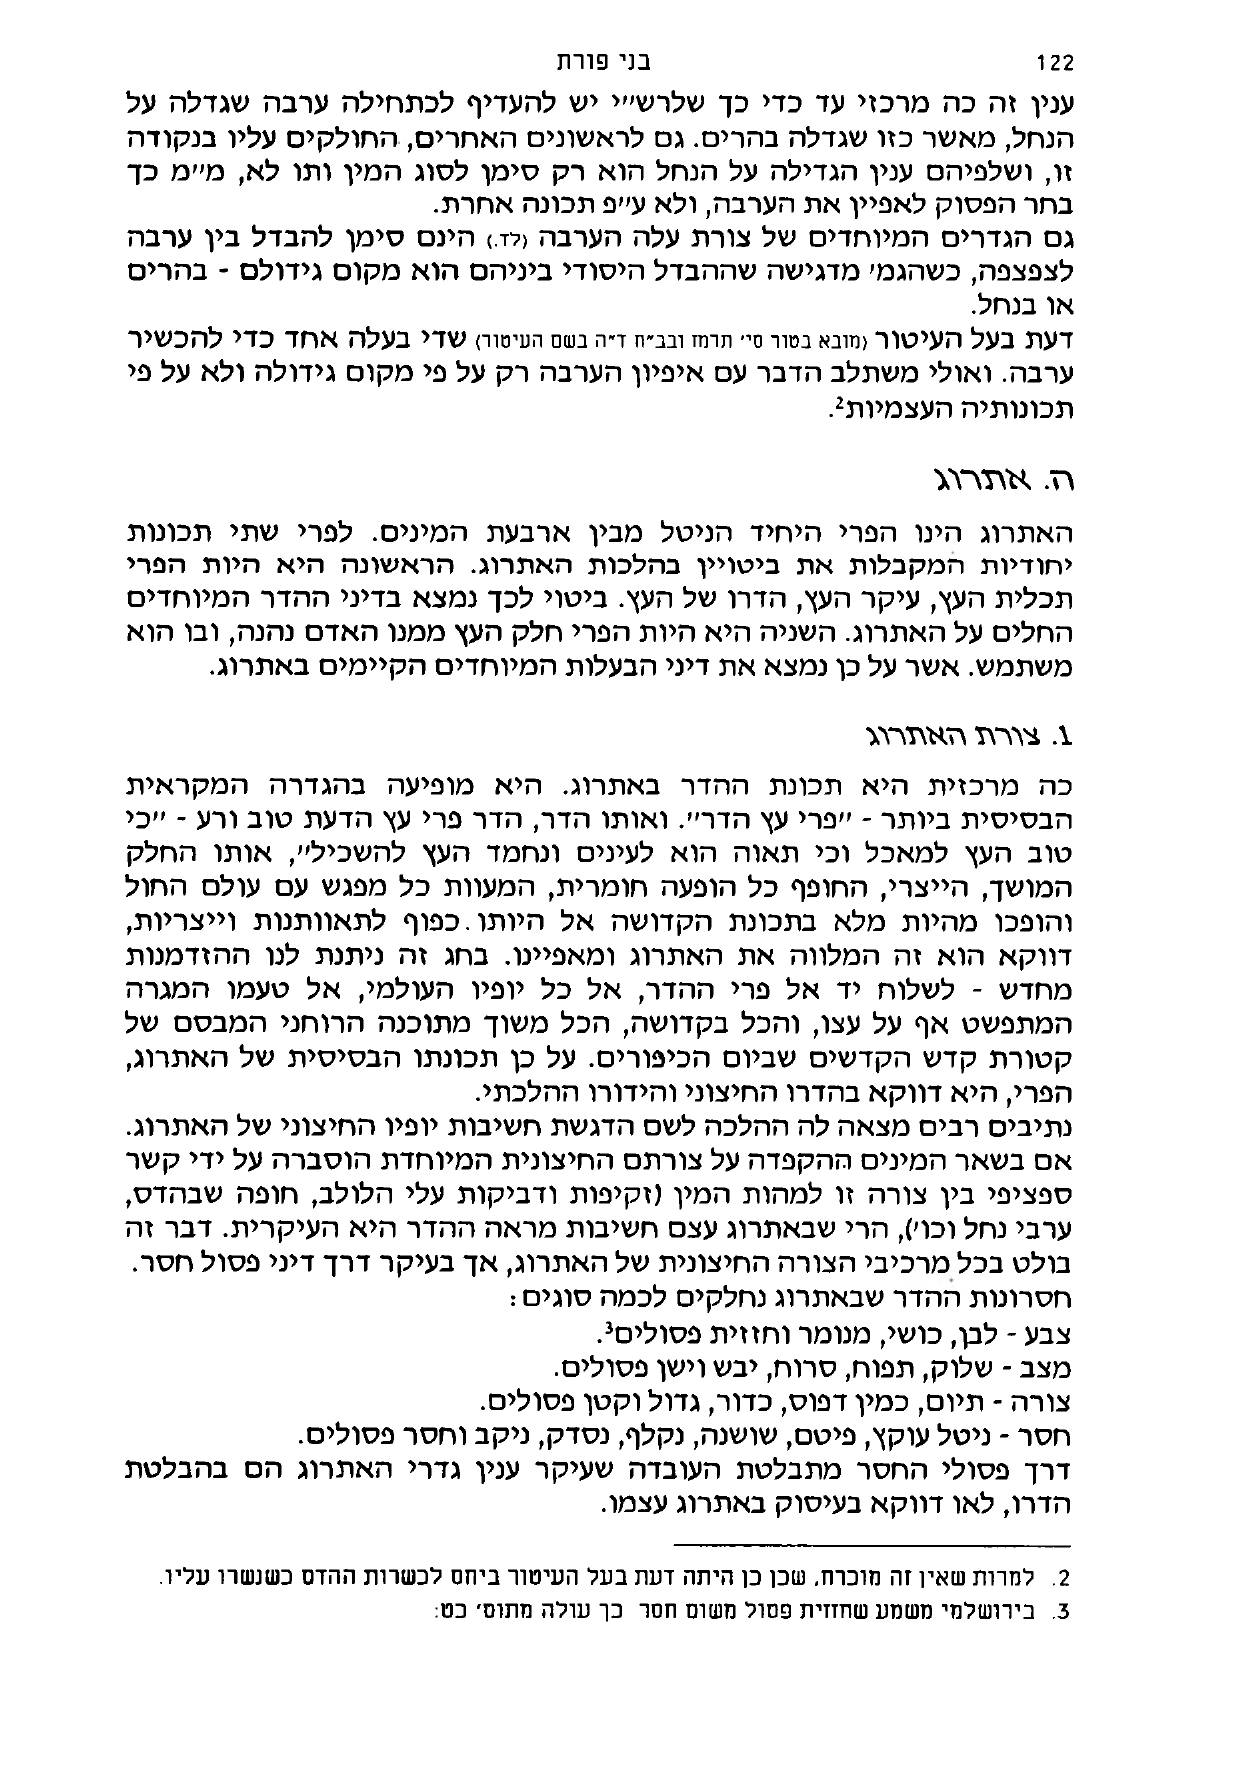 122
בני פורת
ענין זה כה מרכזי עד כדי כך שלרש״י יש להעדיף לכתחילה ערבה שגדלה על
הנחל, מאשר כזו שגדלה בהרים. גם לראשונים האחרים, החולקים עליו בנקודה
זו, ושלפיהם ענין הגדילה על הנחל הוא רק סימן לסוג המין ותו לא, מ״מ כך
בחר הפסוק לאפיין את הערבה, ולא ע״פ תכונה אחרת.
גם הגדרים המיוחדים של צורת עלה הערבה (לד.) הינם סימן להבדל בין ערבה
לצפצפה, כשהגמ׳ מדגישה שההבדל היסודי ביניהם הוא מקום גידולם - בהרים
או בנחל.
דעת בעל העיטור (מובא בטור סי׳ תרמז ובב״ח ד״ה בשם העיטור) שדי בעלה אחד כדי להכשיר
ערבה. ואולי משתלב הדבר עם איפיון הערבה רק על פי מקום גידולה ולא על פי
תכונותיה העצמיות².
ה. אתרוג
האתרוג הינו הפרי היחיד הניטל מבין ארבעת המינים. לפרי שתי תכונות
יחודיות המקבלות את ביטויין בהלכות האתרוג. הראשונה היא היות הפרי
תכלית העץ, עיקר העץ, הדרו של העץ. ביטוי לכך נמצא בדיני ההדר המיוחדים
החלים על האתרוג. השניה היא היות הפרי חלק העץ ממנו האדם נהנה, ובו הוא
משתמש. אשר על כן נמצא את דיני הבעלות המיוחדים הקיימים באתרוג.
1. צורת האתרוג
כה מרכזית היא תכונת ההדר באתרוג. היא מופיעה בהגדרה המקראית
הבסיסית ביותר - ״פרי עץ הדר״. ואותו הדר, הדר פרי עץ הדעת טוב ורע - ״כי
טוב העץ למאכל וכי תאוה הוא לעינים ונחמד העץ להשכיל״, אותו החלק
המושך, הייצרי, החופף כל הופעה חומרית, המעוות כל מפגש עם עולם החול
והופכו מהיות מלא בתכונת הקדושה אל היותו כפוף לתאוותנות וייצריות,
דווקא הוא זה המלווה את האתרוג ומאפיינו. בחג זה ניתנת לנו ההזדמנות
מחדש - לשלוח יד אל פרי ההדר, אל כל יופיו העולמי, אל טעמו המגרה
המתפשט אף על עצו, והכל בקדושה, הכל משוך מתוכנה הרוחני המבסם של
קטורת קדש הקדשים שביום הכיפורים. על כן תכונתו הבסיסית של האתרוג,
הפרי, היא דווקא בהדרו החיצוני והידורו ההלכתי.
נתיבים רבים מצאה לה ההלכה לשם הדגשת חשיבות יופיו החיצוני של האתרוג.
אם בשאר המינים ההקפדה על צורתם החיצונית המיוחדת הוסברה על ידי קשר
ספציפי בין צורה זו למהות המין (זקיפות ודביקות עלי הלולב, חופה שבהדס,
ערבי נחל וכו׳), הרי שבאתרוג עצם חשיבות מראה ההדר היא העיקרית. דבר זה
בולט בכל מרכיבי הצורה החיצונית של האתרוג, אך בעיקר דרך דיני פסול חסר.
חסרונות ההדר שבאתרוג נחלקים לכמה סוגים:
צבע - לבן, כושי, מנומר וחזזית פסולים³.
מצב - שלוק, תפוח, סרוח, יבש וישן פסולים.
צורה - תיום, כמין דפוס, כדור, גדול וקטן פסולים.
חסר - ניטל עוקץ, פיטם, שושנה, נקלף, נסדק, ניקב וחסר פסולים.
דרך פסולי החסר מתבלטת העובדה שעיקר ענין גדרי האתרוג הם בהבלטת
הדרו, לאו דווקא בעיסוק באתרוג עצמו.
2. למרות שאין זה מוכרח, שכן כן היתה דעת בעל העיטור ביחס לכשרות ההדס כשנשרו עליו.
3. בירושלמי משמע שחזזית פסול משום חסר כך עולה מתוס׳ כט: